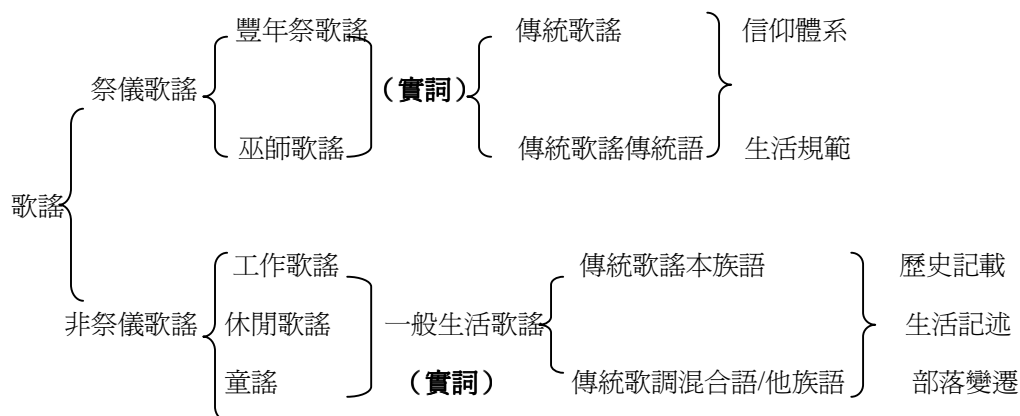 豐年祭歌謠 傳統歌謠 信仰體系
祭儀歌謠 （實詞）
巫師歌謠 傳統歌謠傳統語 生活規範
歌謠
工作歌謠 傳統歌謠本族語 歷史記載
非祭儀歌謠 休閒歌謠 一般生活歌謠 生活記述
童謠 （實詞） 傳統歌調混合語/他族語 部落變遷